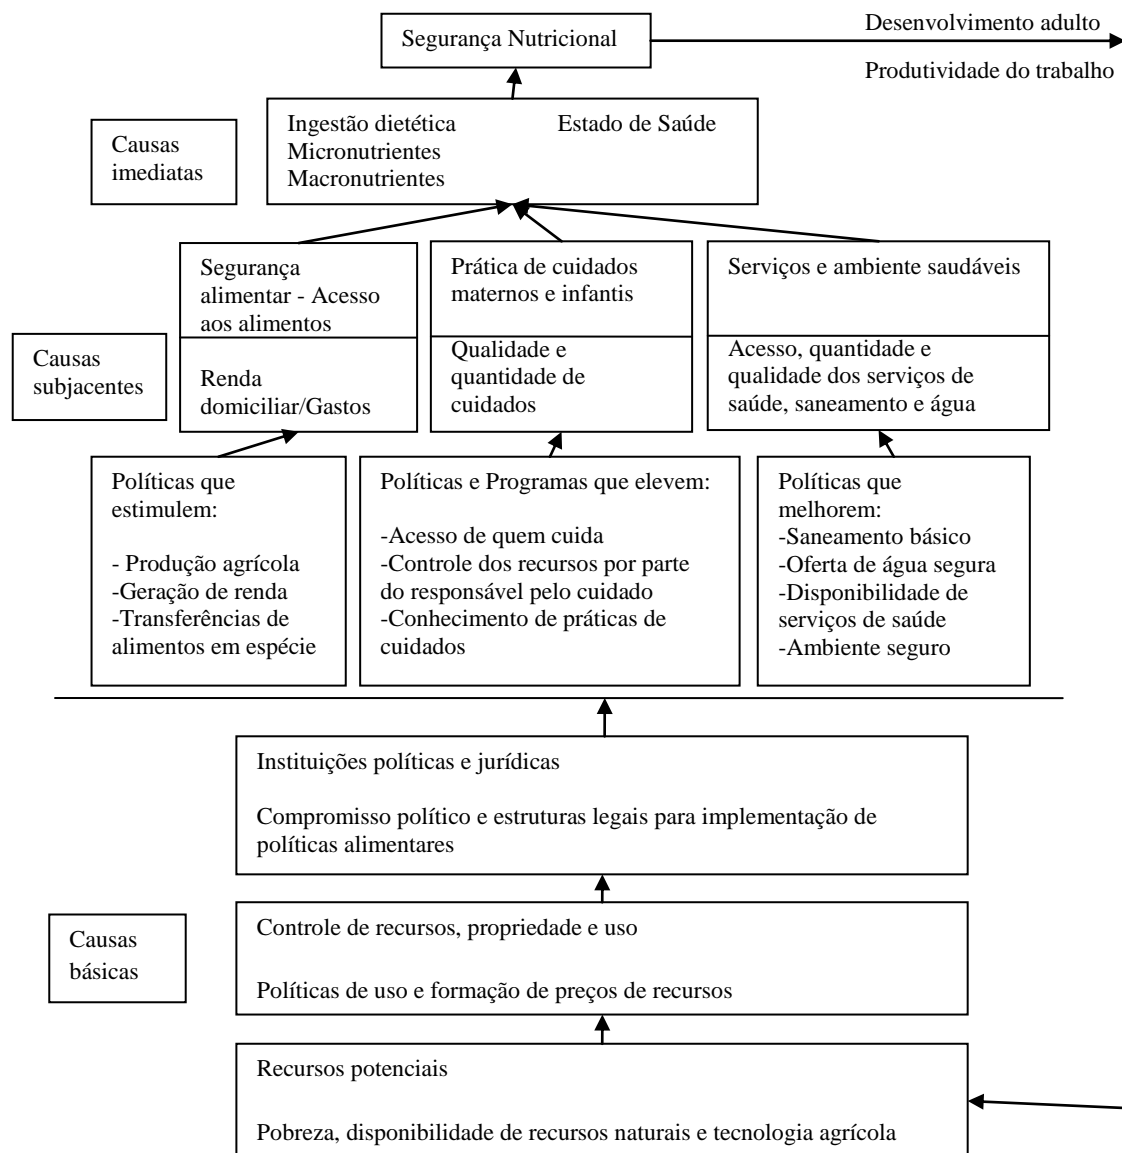 Segurança Nutricional
Desenvolvimento adulto
Produtividade do trabalho
Causas
imediatas
Ingestão dietética
Micronutrientes
Macronutrientes
Estado de Saúde
Causas
subjacentes
Segurança
alimentar - Acesso
aos alimentos
Renda
domiciliar/Gastos
Prática de cuidados
maternos e infantis
Qualidade e
quantidade de
cuidados
Serviços e ambiente saudáveis
Acesso, quantidade e
qualidade dos serviços de
saúde, saneamento e água
Políticas que
estimulem:
- Produção agrícola
-Geração de renda
-Transferências de
alimentos em espécie
Políticas e Programas que elevem:
-Acesso de quem cuida
-Controle dos recursos por parte
do responsável pelo cuidado
-Conhecimento de práticas de
cuidados
Políticas que
melhorem:
-Saneamento básico
-Oferta de água segura
-Disponibilidade de
serviços de saúde
-Ambiente seguro
Instituições políticas e jurídicas
Compromisso político e estruturas legais para implementação de
políticas alimentares
Causas
básicas
Controle de recursos, propriedade e uso
Políticas de uso e formação de preços de recursos
Recursos potenciais
Pobreza, disponibilidade de recursos naturais e tecnologia agrícola